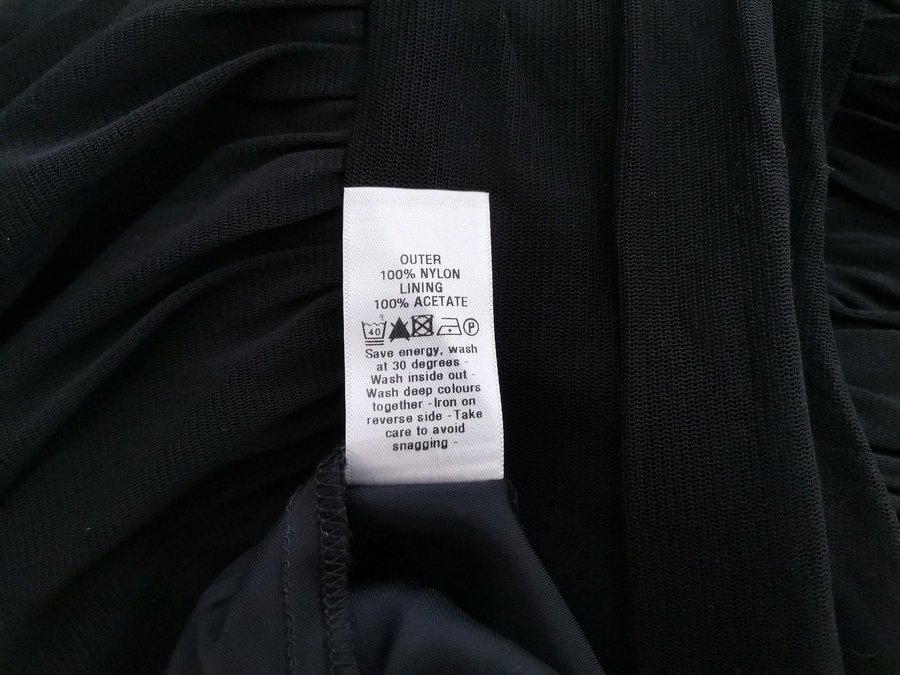 OUTER
100% NYLON
LINING
100% ACETATE
40 P
Save energy, wash
at 30 degrees -
Wash inside out -
Wash deep colours
together - Iron on
reverse side - Take
care to avoid
snagging -